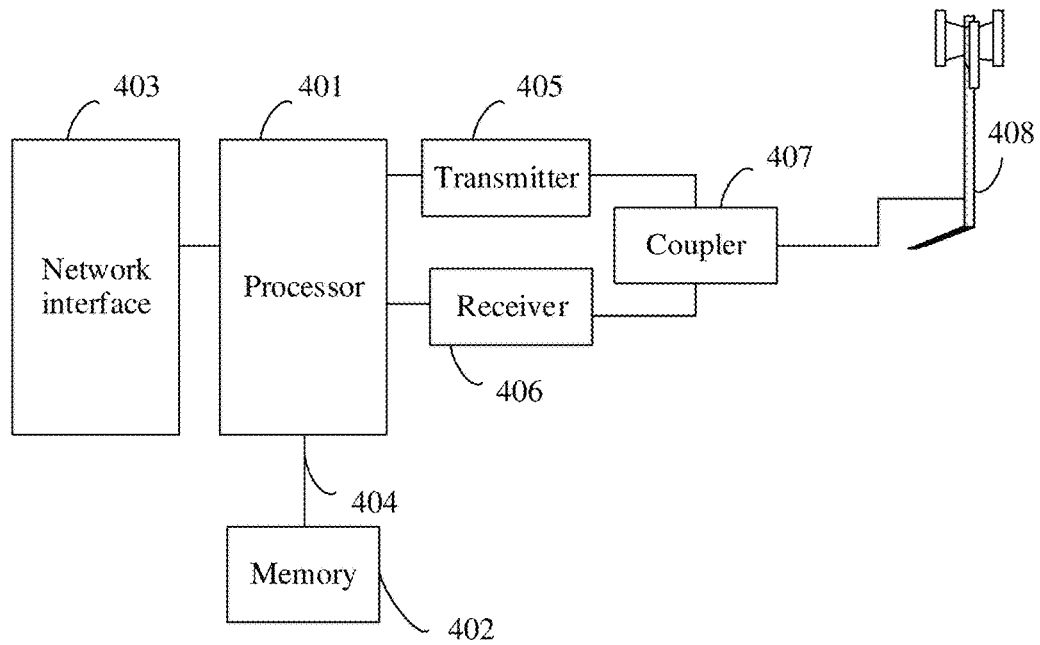 403
401
405
407
408
Network
interface
Processor
Transmitter
Coupler
Receiver
406
404
Memory
402